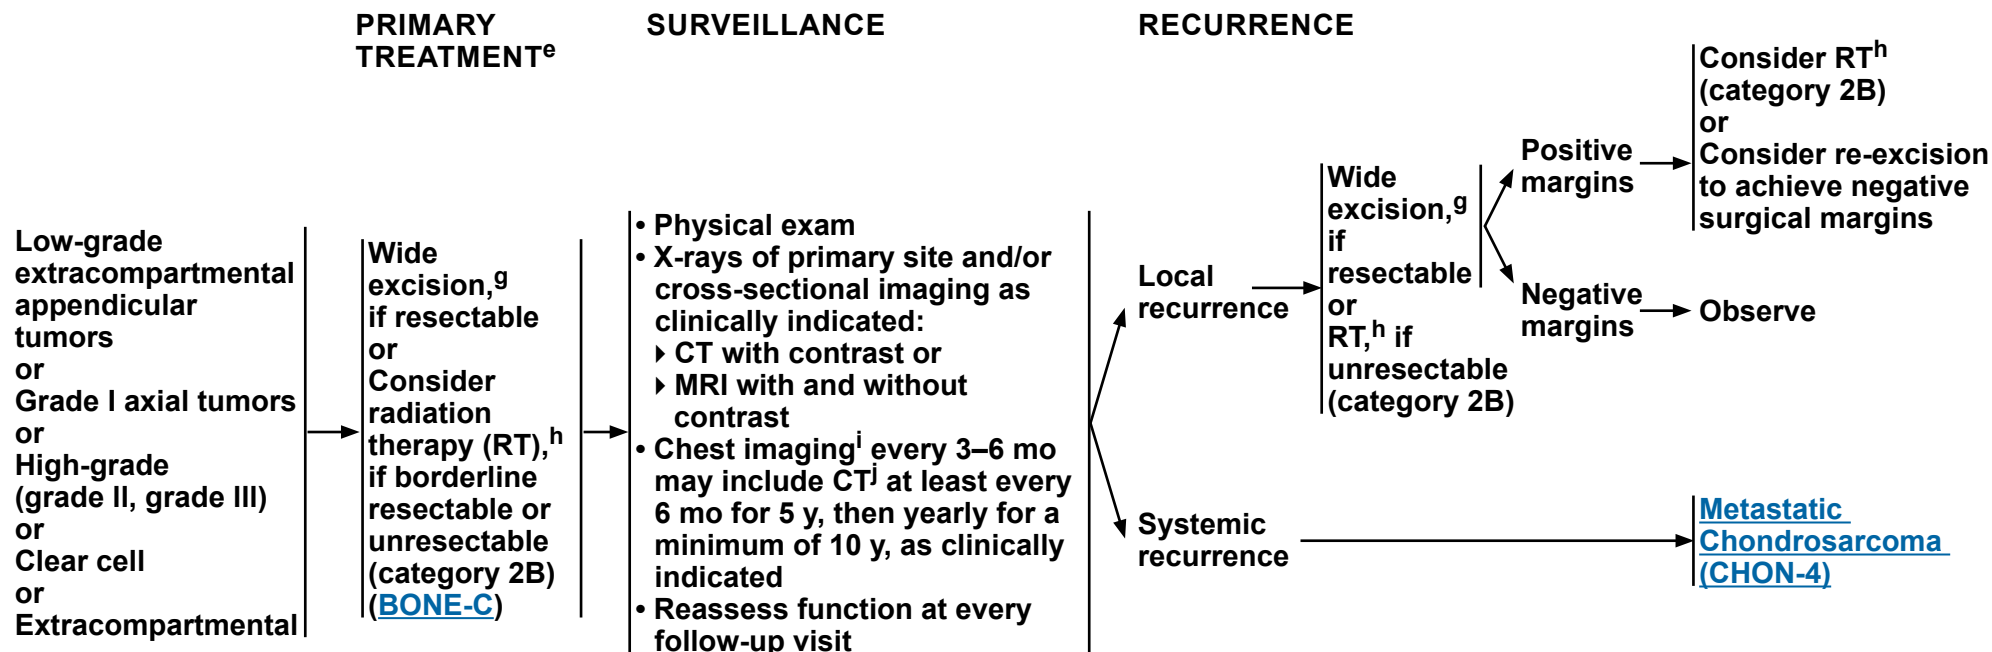 PRIMARY
TREATMENTe
SURVEILLANCE
RECURRENCE
Low-grade
extracompartmental
appendicular
tumors
or
Grade I axial tumors
or
High-grade
(grade II, grade III)
or
Clear cell
or
Extracompartmental
Wide
excision,g
if resectable
or
Consider
radiation
therapy (RT),h
if borderline
resectable or
unresectable
(category 2B)
(BONE-C)
• Physical exam
• X-rays of primary site and/or
cross-sectional imaging as
clinically indicated:
CT with contrast or
MRI with and without
contrast
• Chest imagingi every 3–6 mo
may include CTj at least every
6 mo for 5 y, then yearly for a
minimum of 10 y, as clinically
indicated
• Reassess function at every
follow-up visit
Local
recurrence
Wide
excision,g
if
resectable
or
RT,h if
unresectable
(category 2B)
Positive
margins
Consider RTh
(category 2B)
or
Consider re-excision
to achieve negative
surgical margins
Negative
margins
Observe
Systemic
recurrence
Metastatic
Chondrosarcoma
(CHON-4)